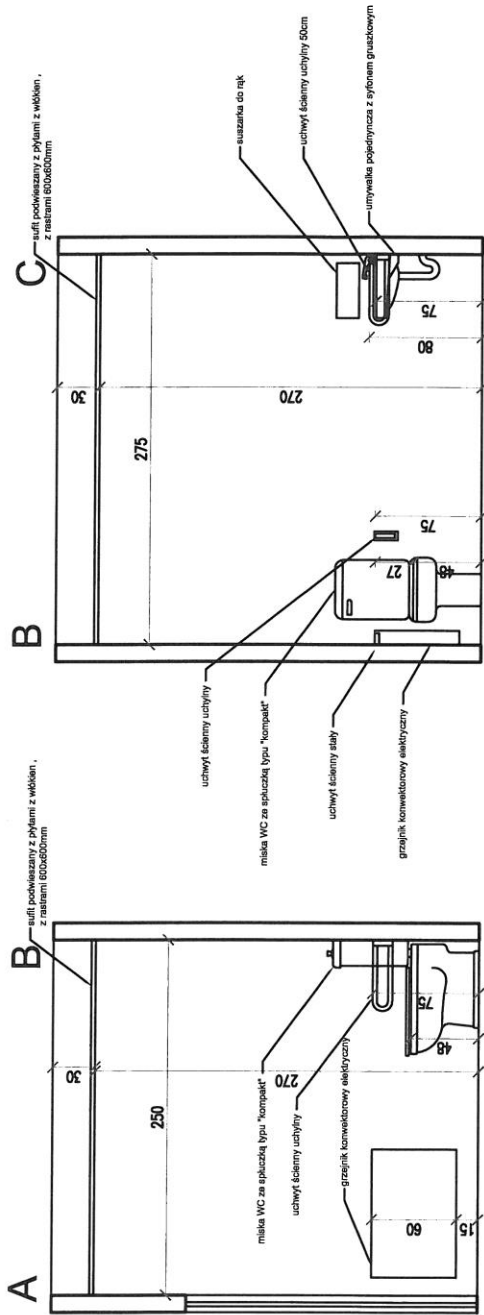 A
B
sufit podwieszany z płytami z włókien ,
z rastrami 600x600mm
30
250
270
miska WC ze spłuczką typu "kompakt"
uchwyt ścienny uchylny
grzejnik konwektorowy elektryczny
75
48
60
15
B
C
sufit podwieszany z płytami z włókien ,
z rastrami 600x600mm
30
275
270
suszarka do rąk
uchwyt ścienny uchylny 50cm
umywalka pojedyncza z syfonem gruszkowym
75
80
uchwyt ścienny uchylny
miska WC ze spłuczką typu "kompakt"
uchwyt ścienny stały
grzejnik konwektorowy elektryczny
75
27
48